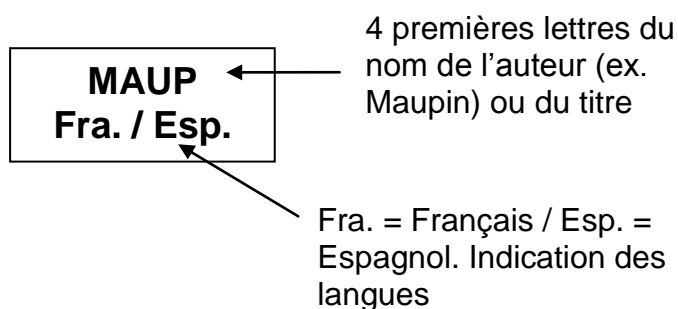 4 premières lettres du
nom de l'auteur (ex.
Maupin) ou du titre
MAUP
Fra. / Esp.
Fra. = Français / Esp. =
Espagnol. Indication des
langues